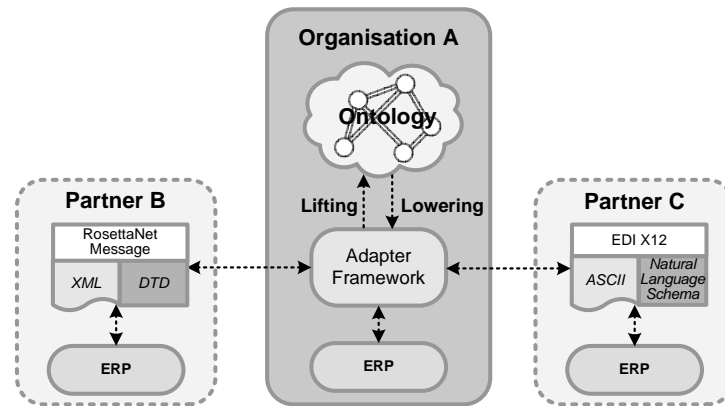 Organisation A
Ontology
Lifting
Lowering
Adapter
Framework
ERP
Partner B
RosettaNet
Message
XML
DTD
ERP
Partner C
EDI X12
ASCII
Natural
Language
Schema
ERP